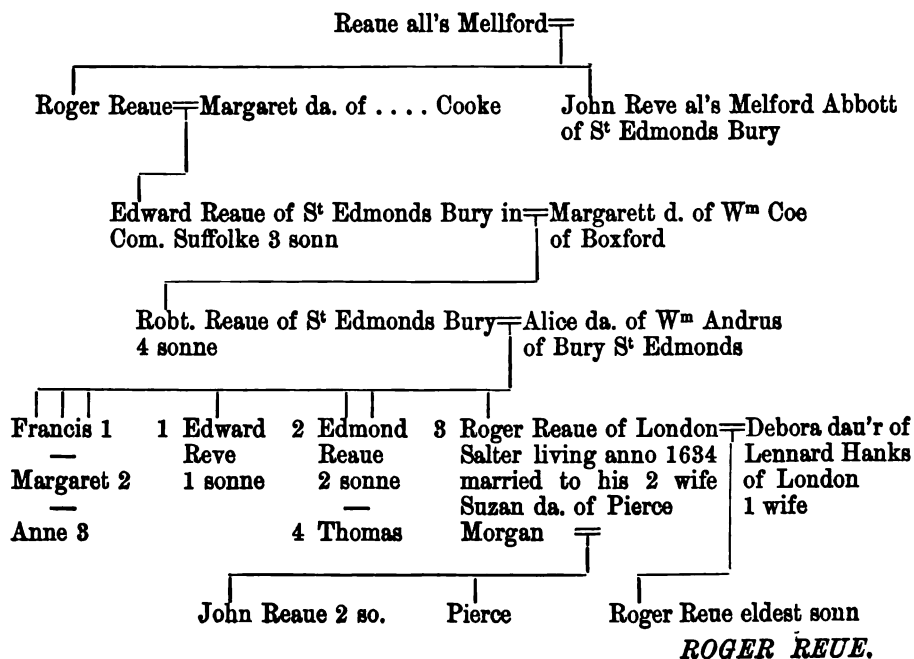 Reaue all's Mellford
Roger Reaue Margaret da. of .... Cooke
John Reve al's Melford Abbott
of Sᵗ Edmonds Bury
Edward Reaue of Sᵗ Edmonds Bury in
Com. Suffolke 3 sonn
Margarett d. of Wᵐ Coe
of Boxford
Robt. Reaue of Sᵗ Edmonds Bury
4 sonne
Alice da. of Wᵐ Andrus
of Bury Sᵗ Edmonds
Francis 1
—
Margaret 2
—
Anne 3
1 Edward
Reve
1 sonne
2 Edmond
Reaue
2 sonne
—
4 Thomas
3 Roger Reaue of London
Salter living anno 1634
married to his 2 wife
Suzan da. of Pierce
Morgan
Debora dau'r of
Lennard Hanks
of London
1 wife
John Reaue 2 so.
Pierce
Roger Reue eldest sonn
ROGER REUE.